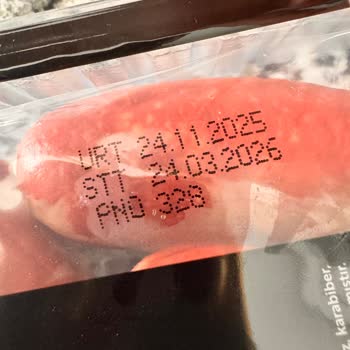 URT 24.11.2025
STT 24.03.2026
PNO 328
karabiber,